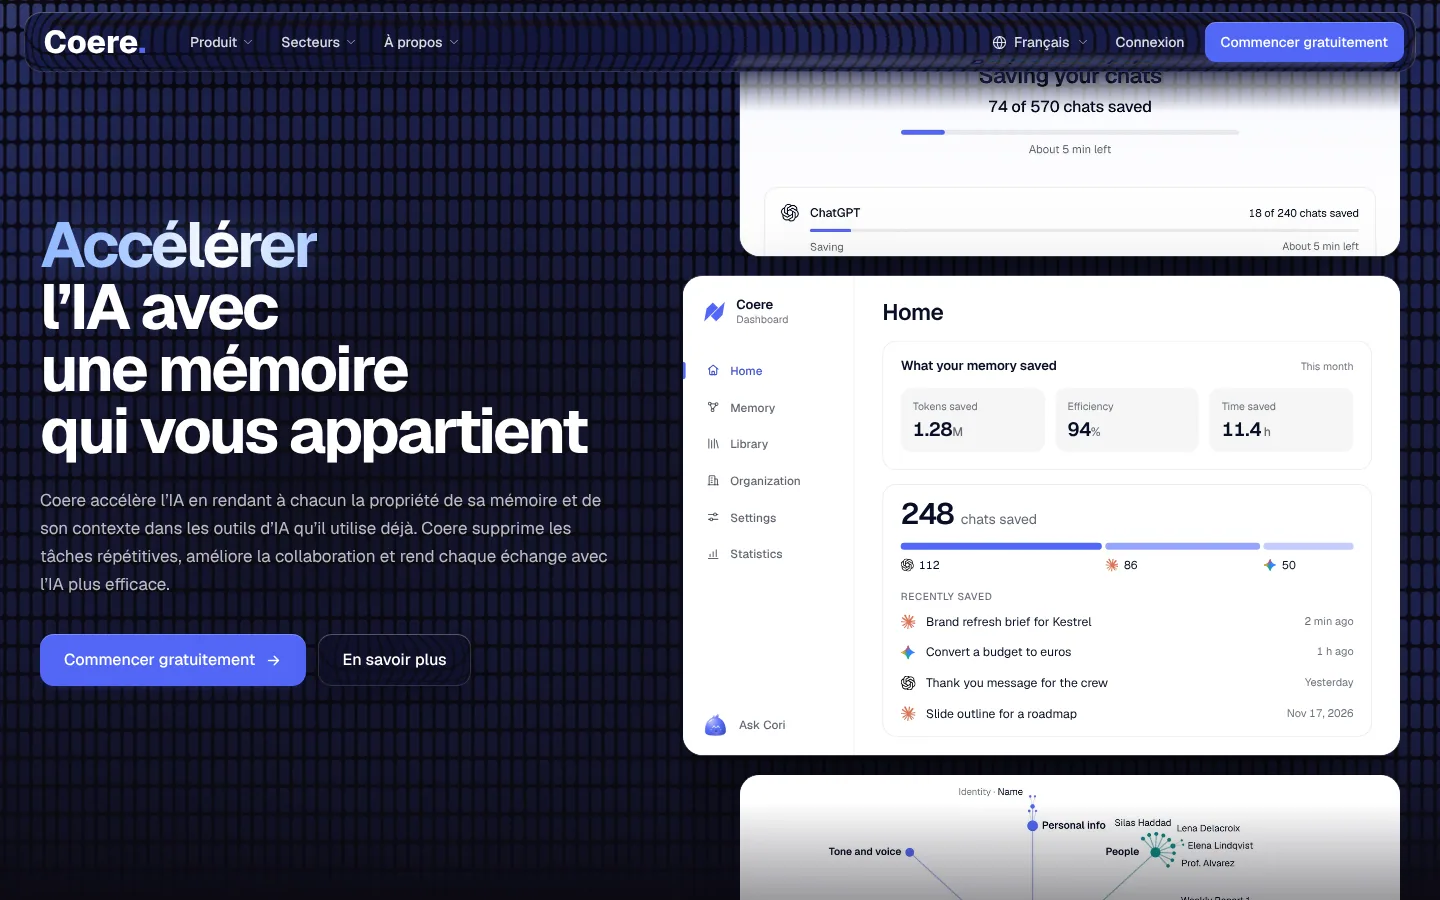 Coere.
Produit
Secteurs
À propos
Français
Connexion
Commencer gratuitement
Accélérer
l’IA avec
une mémoire
qui vous appartient
Coere accélère l’IA en rendant à chacun la propriété de sa mémoire et de
son contexte dans les outils d’IA qu’il utilise déjà. Coere supprime les
tâches répétitives, améliore la collaboration et rend chaque échange avec
l’IA plus efficace.
Commencer gratuitement →
En savoir plus
Saving your chats
74 of 570 chats saved
About 5 min left
ChatGPT
18 of 240 chats saved
Saving
About 5 min left
Coere
Dashboard
Home
Memory
Library
Organization
Settings
Statistics
Ask Cori
Home
What your memory saved
This month
Tokens saved
1.28M
Efficiency
94%
Time saved
11.4 h
248 chats saved
112
86
50
RECENTLY SAVED
Brand refresh brief for Kestrel
2 min ago
Convert a budget to euros
1 h ago
Thank you message for the crew
Yesterday
Slide outline for a roadmap
Nov 17, 2026
Identity · Name
Personal info
Silas Haddad
Lena Delacroix
Tone and voice
People
Elena Lindqvist
Prof. Alvarez